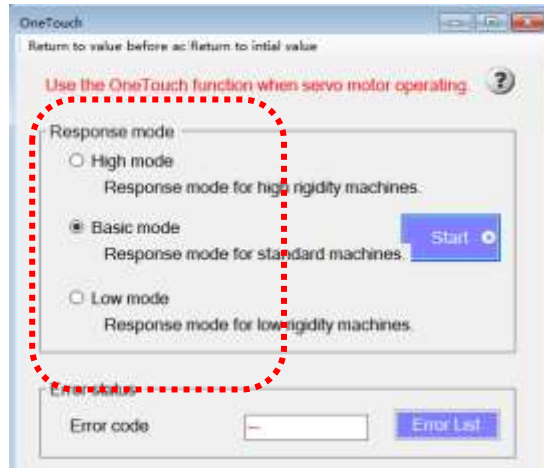 OneTouch
Return to value before ac Return to intial value
Use the OneTouch function when servo motor operating.
Response mode
High mode
Response mode for high rigidity machines.
Basic mode
Response mode for standard machines.
Start
Low mode
Response mode for low rigidity machines.
Error status
Error code
--
Error List